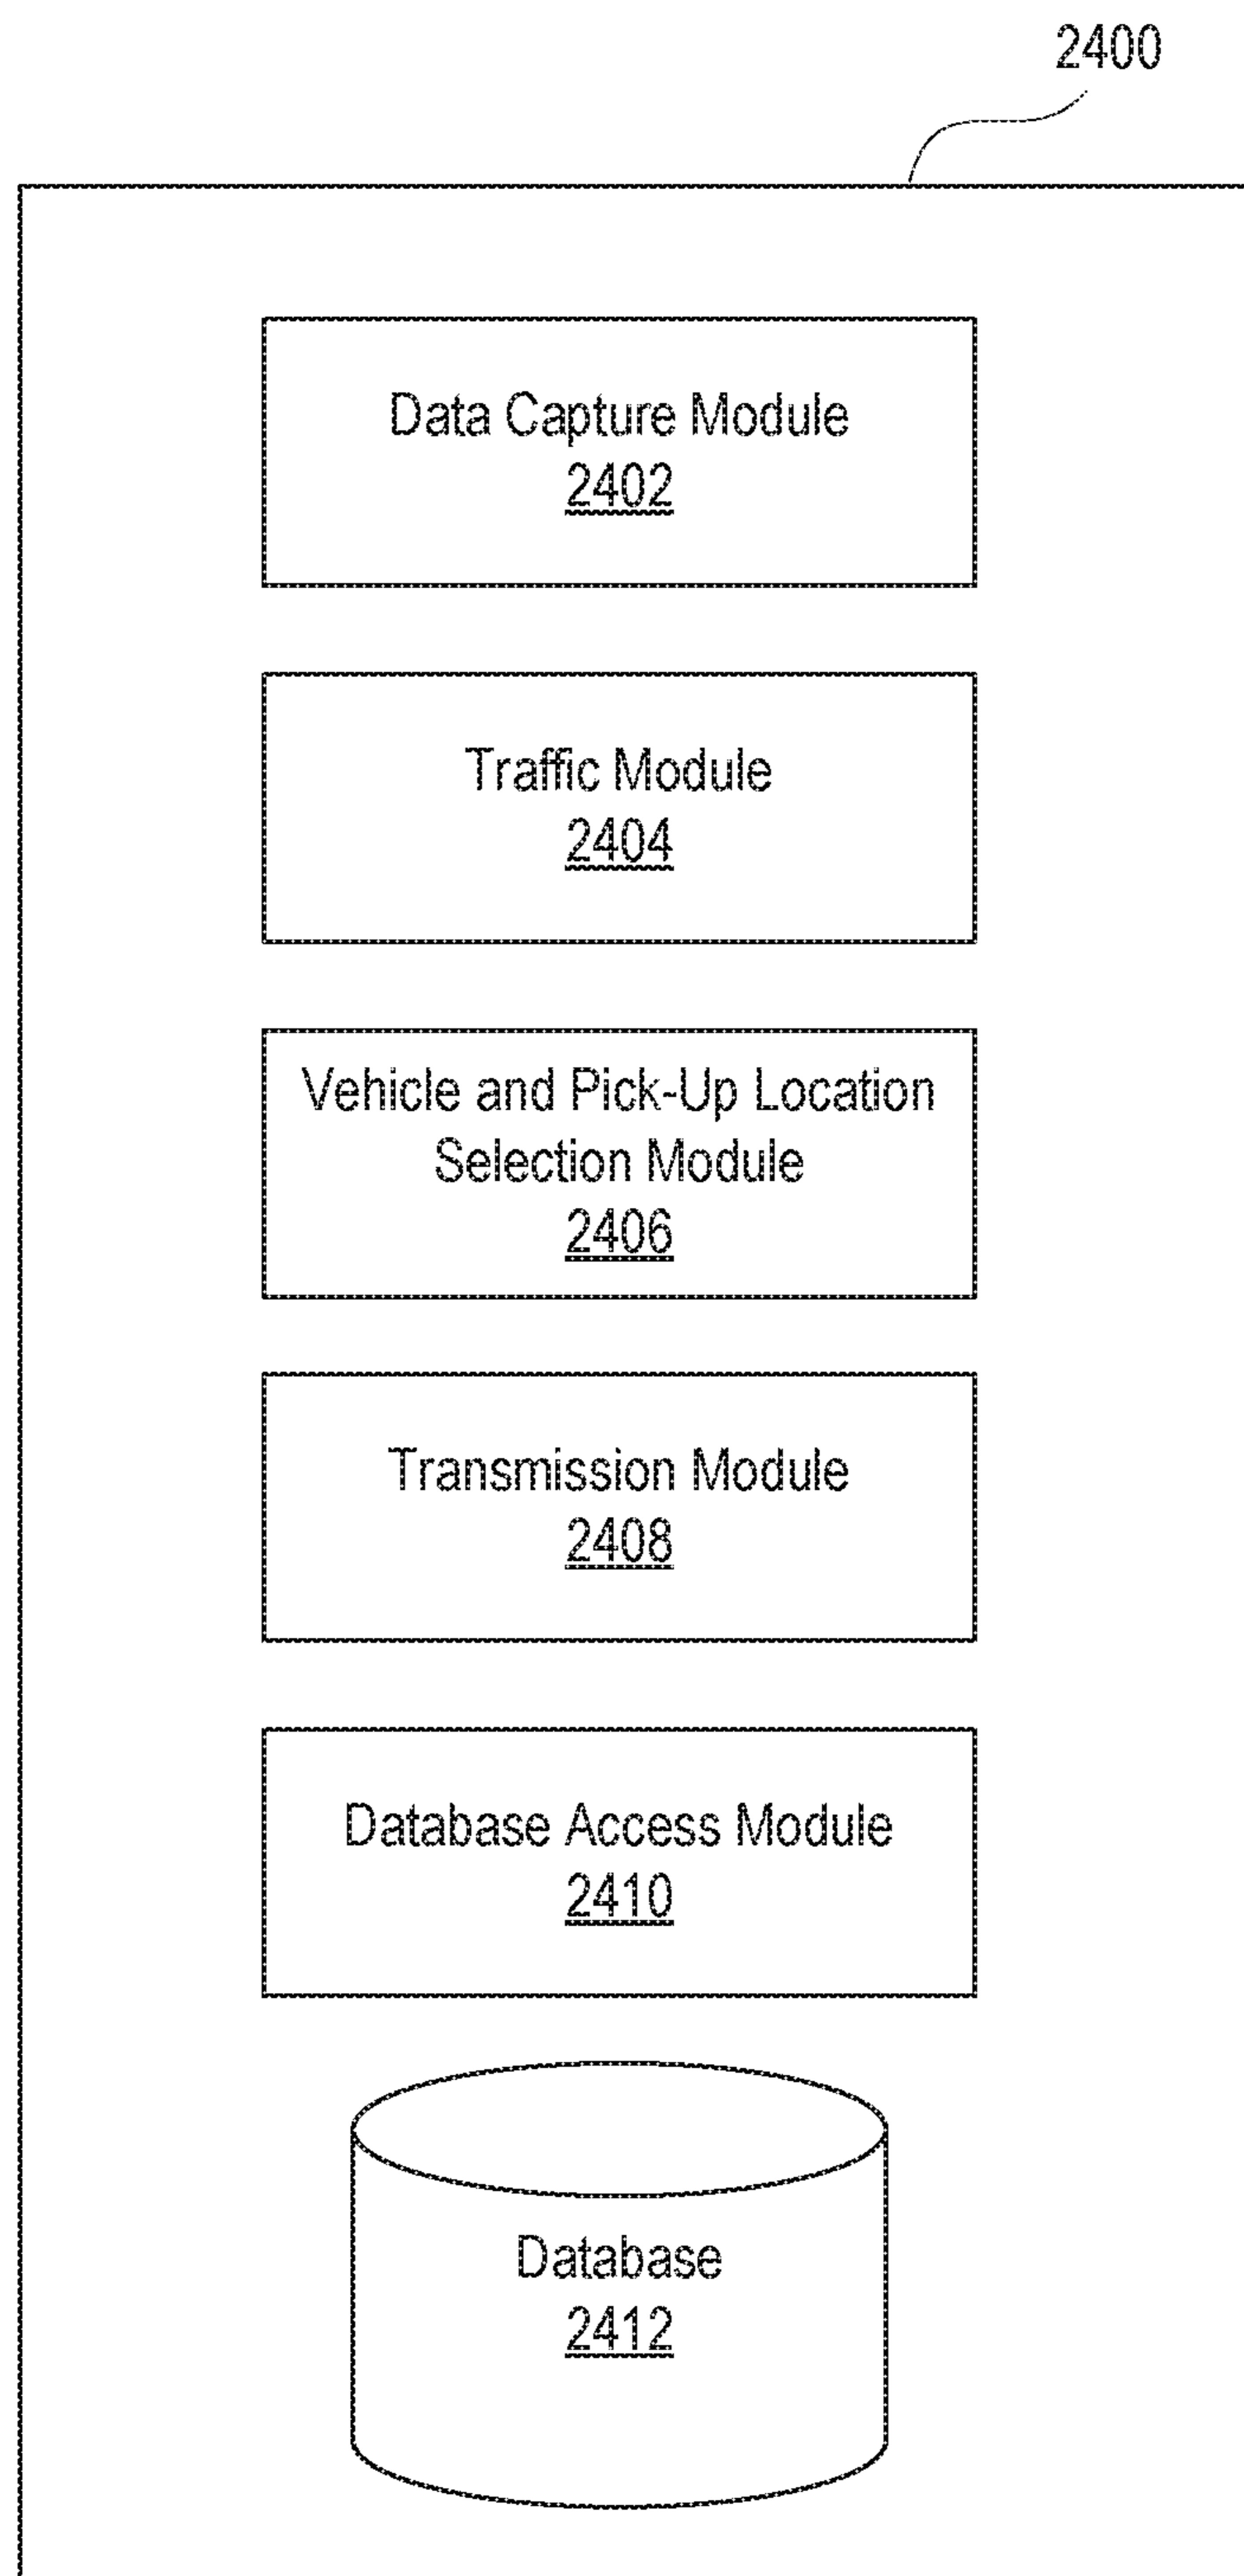 2400
Data Capture Module
2402
Traffic Module
2404
Vehicle and Pick-Up Location
Selection Module
2406
Transmission Module
2408
Database Access Module
2410
Database
2412